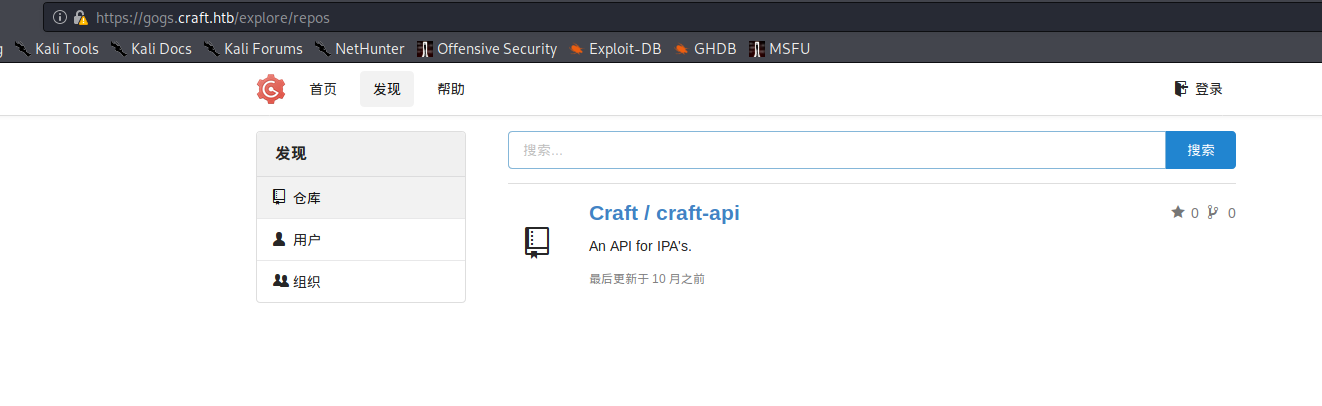 https://gogs.craft.htb/explore/repos
Kali Tools Kali Docs Kali Forums NetHunter Offensive Security Exploit-DB GHDB MSFU
首页 发现 帮助 登录
发现
仓库
用户
组织
搜索... 搜索
Craft / craft-api 0 0
An API for IPA's.
最后更新于 10 月之前